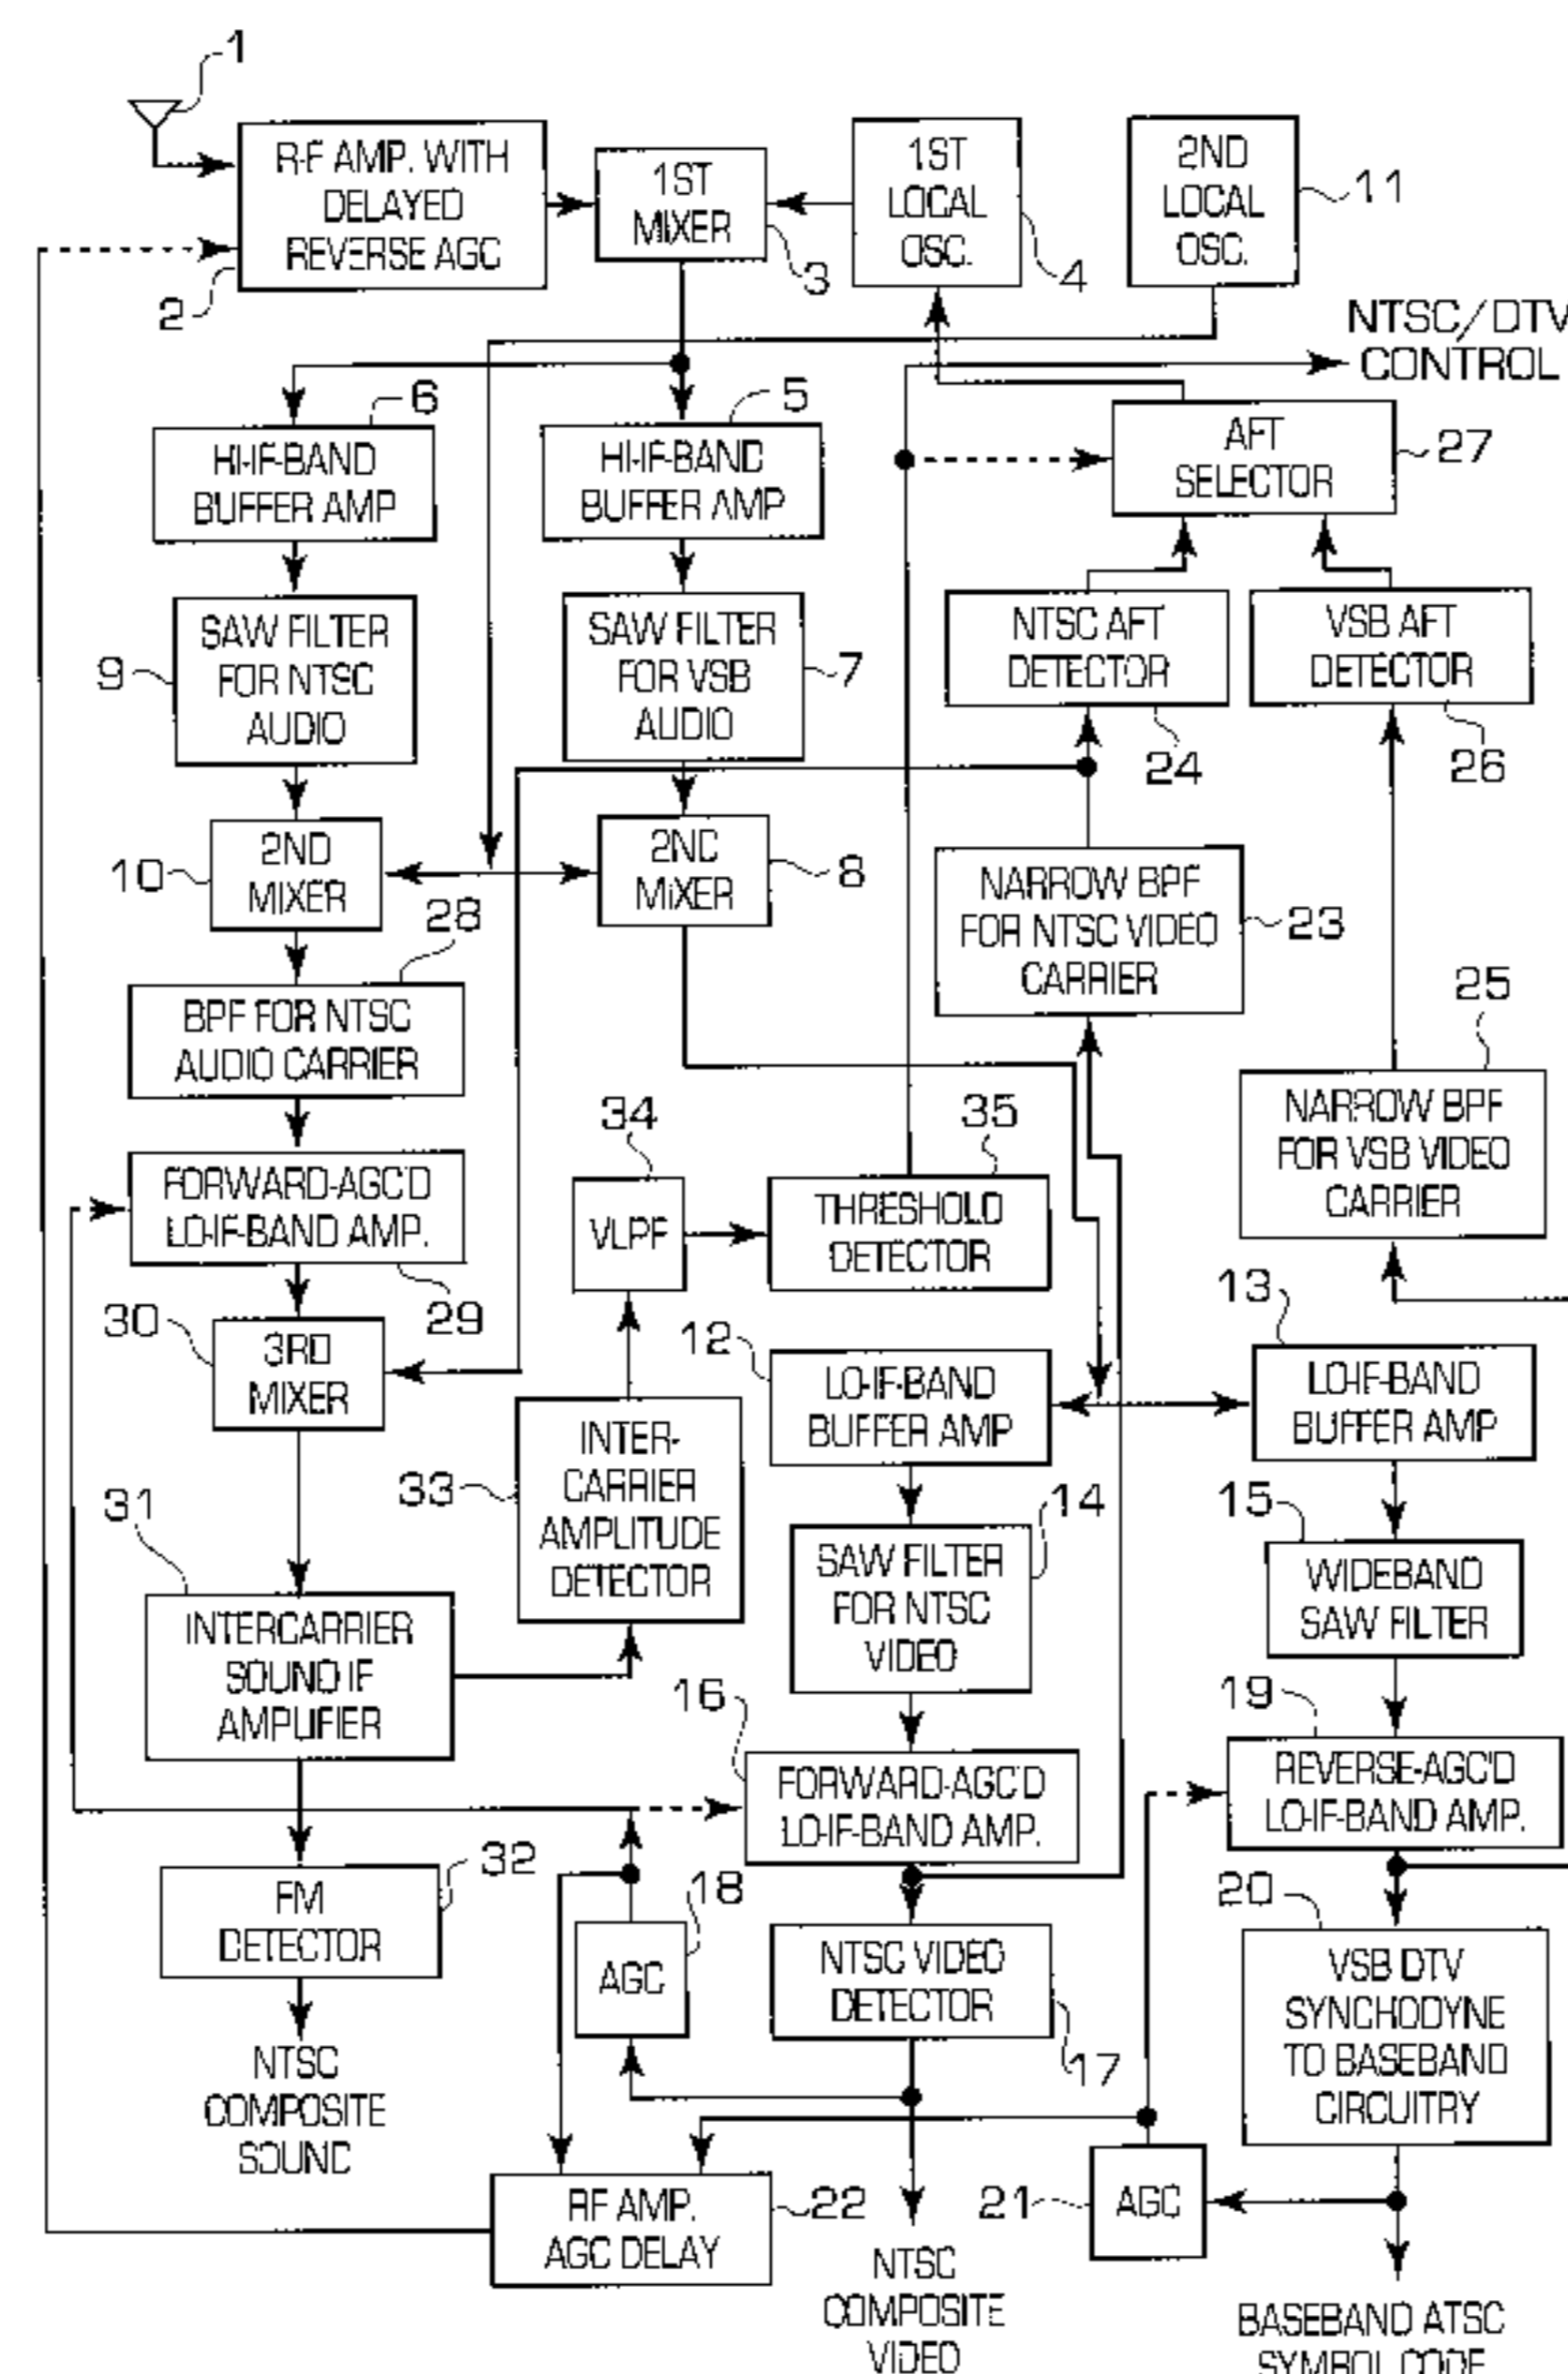 1
R-F AMP. WITH
DELAYED
REVERSE AGC
2
1ST
MIXER
3
1ST
LOCAL
OSC.
4
2ND
LOCAL
OSC.
11
NTSC/DTV
CONTROL
6
HI-IF-BAND
BUFFER AMP
5
HI-IF-BAND
BUFFER AMP
AFT
SELECTOR
27
9
SAW FILTER
FOR NTSC
AUDIO
SAW FILTER
FOR VSB
AUDIO
7
NTSC AFT
DETECTOR
24
VSB AFT
DETECTOR
26
10
2ND
MIXER
2ND
MIXER
8
NARROW BPF
FOR NTSC VIDEO
CARRIER
23
28
BPF FOR NTSC
AUDIO CARRIER
25
NARROW BPF
FOR VSB VIDEO
CARRIER
FORWARD-AGC'D
LO-IF-BAND AMP.
29
34
VLPF
35
THRESHOLD
DETECTOR
30
3RD
MIXER
12
LO-IF-BAND
BUFFER AMP
13
LO-IF-BAND
BUFFER AMP
33
INTER-
CARRIER
AMPLITUDE
DETECTOR
31
INTERCARRIER
SOUND IF
AMPLIFIER
14
SAW FILTER
FOR NTSC
VIDEO
15
WIDEBAND
SAW FILTER
16
FORWARD-AGC'D
LO-IF-BAND AMP.
19
REVERSE-AGC'D
LO-IF-BAND AMP.
32
FM
DETECTOR
18
AGC
NTSC VIDEO
DETECTOR
17
20
VSB DTV
SYNCHODYNE
TO BASEBAND
CIRCUITRY
NTSC
COMPOSITE
SOUND
RF AMP.
AGC DELAY
22
21
AGC
NTSC
COMPOSITE
VIDEO
BASEBAND ATSC
SYMBOL CODE